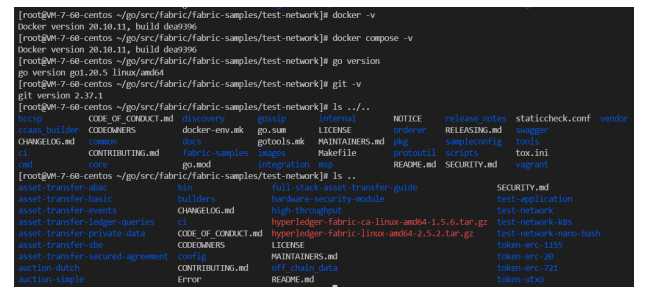 [root@VM-7-60-centos ~/go/src/fabric/fabric-samples/test-network]# docker -v
Docker version 20.10.11, build dea9396
[root@VM-7-60-centos ~/go/src/fabric/fabric-samples/test-network]# docker compose -v
Docker version 20.10.11, build dea9396
[root@VM-7-60-centos ~/go/src/fabric/fabric-samples/test-network]# go version
go version go1.20.5 linux/amd64
[root@VM-7-60-centos ~/go/src/fabric/fabric-samples/test-network]# git -v
git version 2.37.1
[root@VM-7-60-centos ~/go/src/fabric/fabric-samples/test-network]# ls ../..
bccsp CODE_OF_CONDUCT.md discovery gossip internal NOTICE release_notes staticcheck.conf vendor
ccaas_builder CODEOWNERS docker-env.mk go.sum LICENSE orderer RELEASING.md swagger
CHANGELOG.md common docs gotools.mk MAINTAINERS.md pkg sampleconfig tools
ci CONTRIBUTING.md fabric-samples images Makefile protoutil scripts tox.ini
cmd core go.mod integration msp README.md SECURITY.md vagrant
[root@VM-7-60-centos ~/go/src/fabric/fabric-samples/test-network]# ls ..
asset-transfer-abac bin full-stack-asset-transfer-guide SECURITY.md
asset-transfer-basic builders hardware-security-module test-application
asset-transfer-events CHANGELOG.md high-throughput test-network
asset-transfer-ledger-queries ci hyperledger-fabric-ca-linux-amd64-1.5.6.tar.gz test-network-k8s
asset-transfer-private-data CODE_OF_CONDUCT.md hyperledger-fabric-linux-amd64-2.5.2.tar.gz test-network-nano-bash
asset-transfer-sbe CODEOWNERS LICENSE token-erc-1155
asset-transfer-secured-agreement config MAINTAINERS.md token-erc-20
auction-dutch CONTRIBUTING.md off_chain_data token-erc-721
auction-simple Error README.md token-utxo